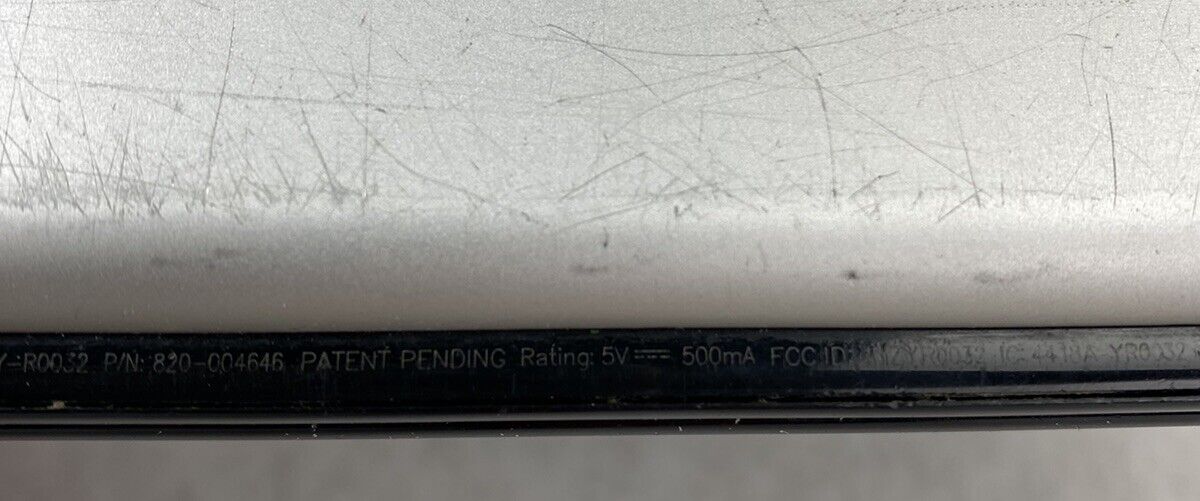 Y-R0032 P/N: 820-004646 PATENT PENDING Rating: 5V⎓ 500mA FCC ID: